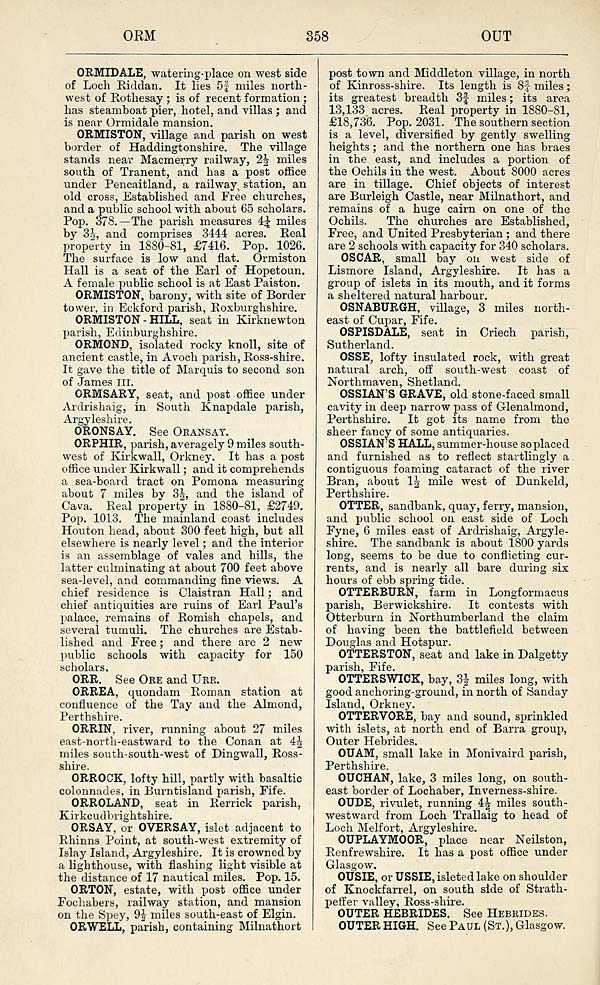 ORM 358 OUT
ORMIDALE, watering-place on west side
of Loch Riddan. It lies 5¾ miles north-
west of Rothesay ; is of recent formation ;
has steamboat pier, hotel, and villas ; and
is near Ormidale mansion.
ORMISTON, village and parish on west
border of Haddingtonshire. The village
stands near Macmerry railway, 2½ miles
south of Tranent, and has a post office
under Pencaitland, a railway station, an
old cross, Established and Free churches,
and a public school with about 65 scholars.
Pop. 378.—The parish measures 4¼ miles
by 3½, and comprises 3444 acres. Real
property in 1880-81, £7416. Pop. 1026.
The surface is low and flat. Ormiston
Hall is a seat of the Earl of Hopetoun.
A female public school is at East Paiston.
ORMISTON, barony, with site of Border
tower, in Eckford parish, Roxburghshire.
ORMISTON-HILL, seat in Kirknewton
parish, Edinburghshire.
ORMOND, isolated rocky knoll, site of
ancient castle, in Avoch parish, Ross-shire.
It gave the title of Marquis to second son
of James III.
ORMSARY, seat, and post office under
Ardrishaig, in South Knapdale parish,
Argyleshire.
ORONSAY. See ORANSAY.
ORPHIR, parish, averagely 9 miles south-
west of Kirkwall, Orkney. It has a post
office under Kirkwall ; and it comprehends
a sea-board tract on Pomona measuring
about 7 miles by 3½, and the island of
Cava. Real property in 1880-81, £2749.
Pop. 1013. The mainland coast includes
Houton head, about 300 feet high, but all
elsewhere is nearly level ; and the interior
is an assemblage of vales and hills, the
latter culminating at about 700 feet above
sea-level, and commanding fine views. A
chief residence is Claistran Hall ; and
chief antiquities are ruins of Earl Paul's
palace, remains of Romish chapels, and
several tumuli. The churches are Estab-
lished and Free ; and there are 2 new
public schools with capacity for 150
scholars.
ORR. See ORE and URR.
ORREA, quondam Roman station at
confluence of the Tay and the Almond,
Perthshire.
ORRIN, river, running about 27 miles
east-north-eastward to the Conan at 4½
miles south-south-west of Dingwall, Ross-
shire.
ORROCK, lofty hill, partly with basaltic
colonnades, in Burntisland parish, Fife.
ORROLAND, seat in Rerrick parish,
Kirkcudbrightshire.
ORSAY, or OVERSAY, islet adjacent to
Rhinns Point, at south-west extremity of
Islay Island, Argyleshire. It is crowned by
a lighthouse, with flashing light visible at
the distance of 17 nautical miles. Pop. 15.
ORTON, estate, with post office under
Fochabers, railway station, and mansion
on the Spey, 9½ miles south-east of Elgin.
ORWELL, parish, containing Milnathort
post town and Middleton village, in north
of Kinross-shire. Its length is 8¾ miles ;
its greatest breadth 3¾ miles ; its area
13,133 acres. Real property in 1880-81,
£18,736. Pop. 2031. The southern section
is a level, diversified by gently swelling
heights ; and the northern one has braes
in the east, and includes a portion of
the Ochils in the west. About 8000 acres
are in tillage. Chief objects of interest
are Burleigh Castle, near Milnathort, and
remains of a huge cairn on one of the
Ochils. The churches are Established,
Free, and United Presbyterian ; and there
are 2 schools with capacity for 340 scholars.
OSCAR, small bay on west side of
Lismore Island, Argyleshire. It has a
group of islets in its mouth, and it forms
a sheltered natural harbour.
OSNABURGH, village, 3 miles north-
east of Cupar, Fife.
OSPISDALE, seat in Criech parish,
Sutherland.
OSSE, lofty insulated rock, with great
natural arch, off south-west coast of
Northmaven, Shetland.
OSSIAN'S GRAVE, old stone-faced small
cavity in deep narrow pass of Glenalmond,
Perthshire. It got its name from the
sheer fancy of some antiquaries.
OSSIAN'S HALL, summer-house so placed
and furnished as to reflect startlingly a
contiguous foaming cataract of the river
Bran, about 1½ mile west of Dunkeld,
Perthshire.
OTTER, sandbank, quay, ferry, mansion,
and public school on east side of Loch
Fyne, 6 miles east of Ardrishaig, Argyle-
shire. The sandbank is about 1800 yards
long, seems to be due to conflicting cur-
rents, and is nearly all bare during six
hours of ebb spring tide.
OTTERBURN, farm in Longformacus
parish, Berwickshire. It contests with
Otterburn in Northumberland the claim
of having been the battlefield between
Douglas and Hotspur.
OTTERSTON, seat and lake in Dalgetty
parish, Fife.
OTTERSWICK, bay, 3½ miles long, with
good anchoring-ground, in north of Sanday
Island, Orkney.
OTTERVORE, bay and sound, sprinkled
with islets, at north end of Barra group,
Outer Hebrides.
OUAM, small lake in Monivaird parish,
Perthshire.
OUCHAN, lake, 3 miles long, on south-
east border of Lochaber, Inverness-shire.
OUDE, rivulet, running 4½ miles south-
westward from Loch Trallaig to head of
Loch Melfort, Argyleshire.
OUPLAYMOOR, place near Neilston,
Renfrewshire. It has a post office under
Glasgow.
OUSIE, or USSIE, isleted lake on shoulder
of Knockfarrel, on south side of Strath-
peffer valley, Ross-shire.
OUTER HEBRIDES. See HEBRIDES.
OUTER HIGH. See PAUL (ST.), Glasgow.